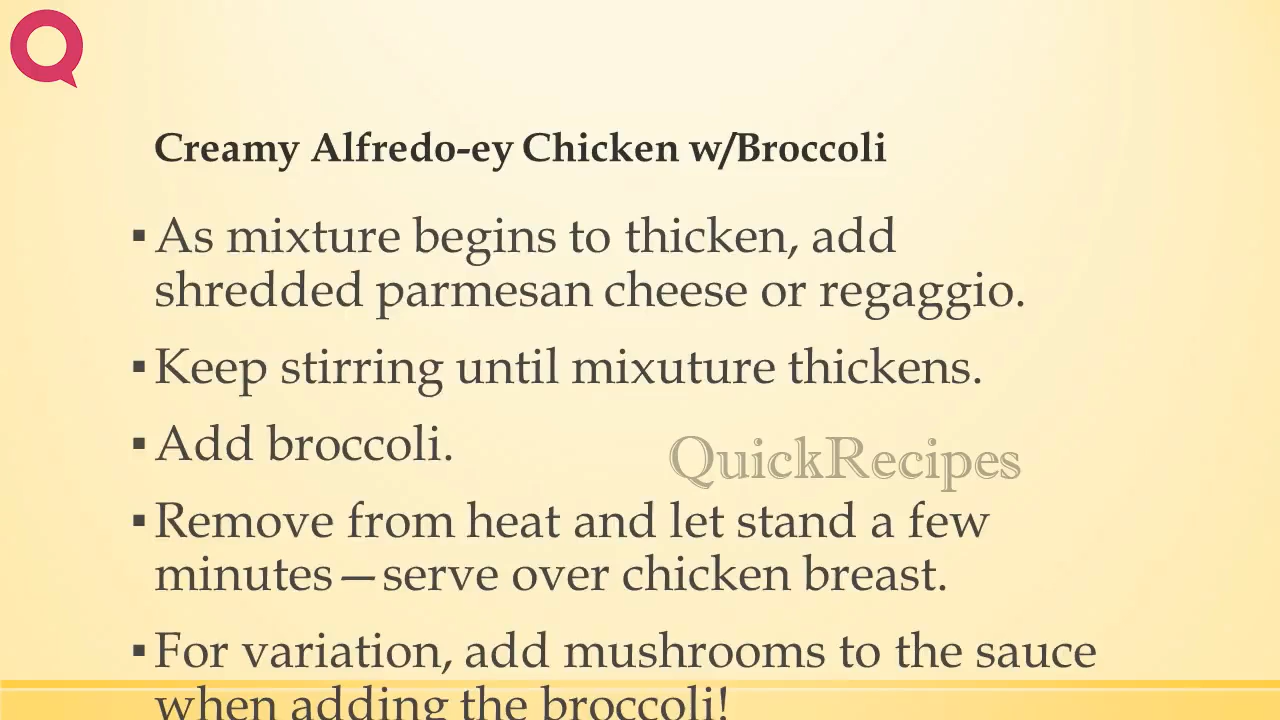 Creamy Alfredo-ey Chicken w/Broccoli
▪As mixture begins to thicken, add
shredded parmesan cheese or regaggio.
▪Keep stirring until mixuture thickens.
▪Add broccoli.
QuickRecipes
▪Remove from heat and let stand a few
minutes—serve over chicken breast.
▪For variation, add mushrooms to the sauce
when adding the broccoli!